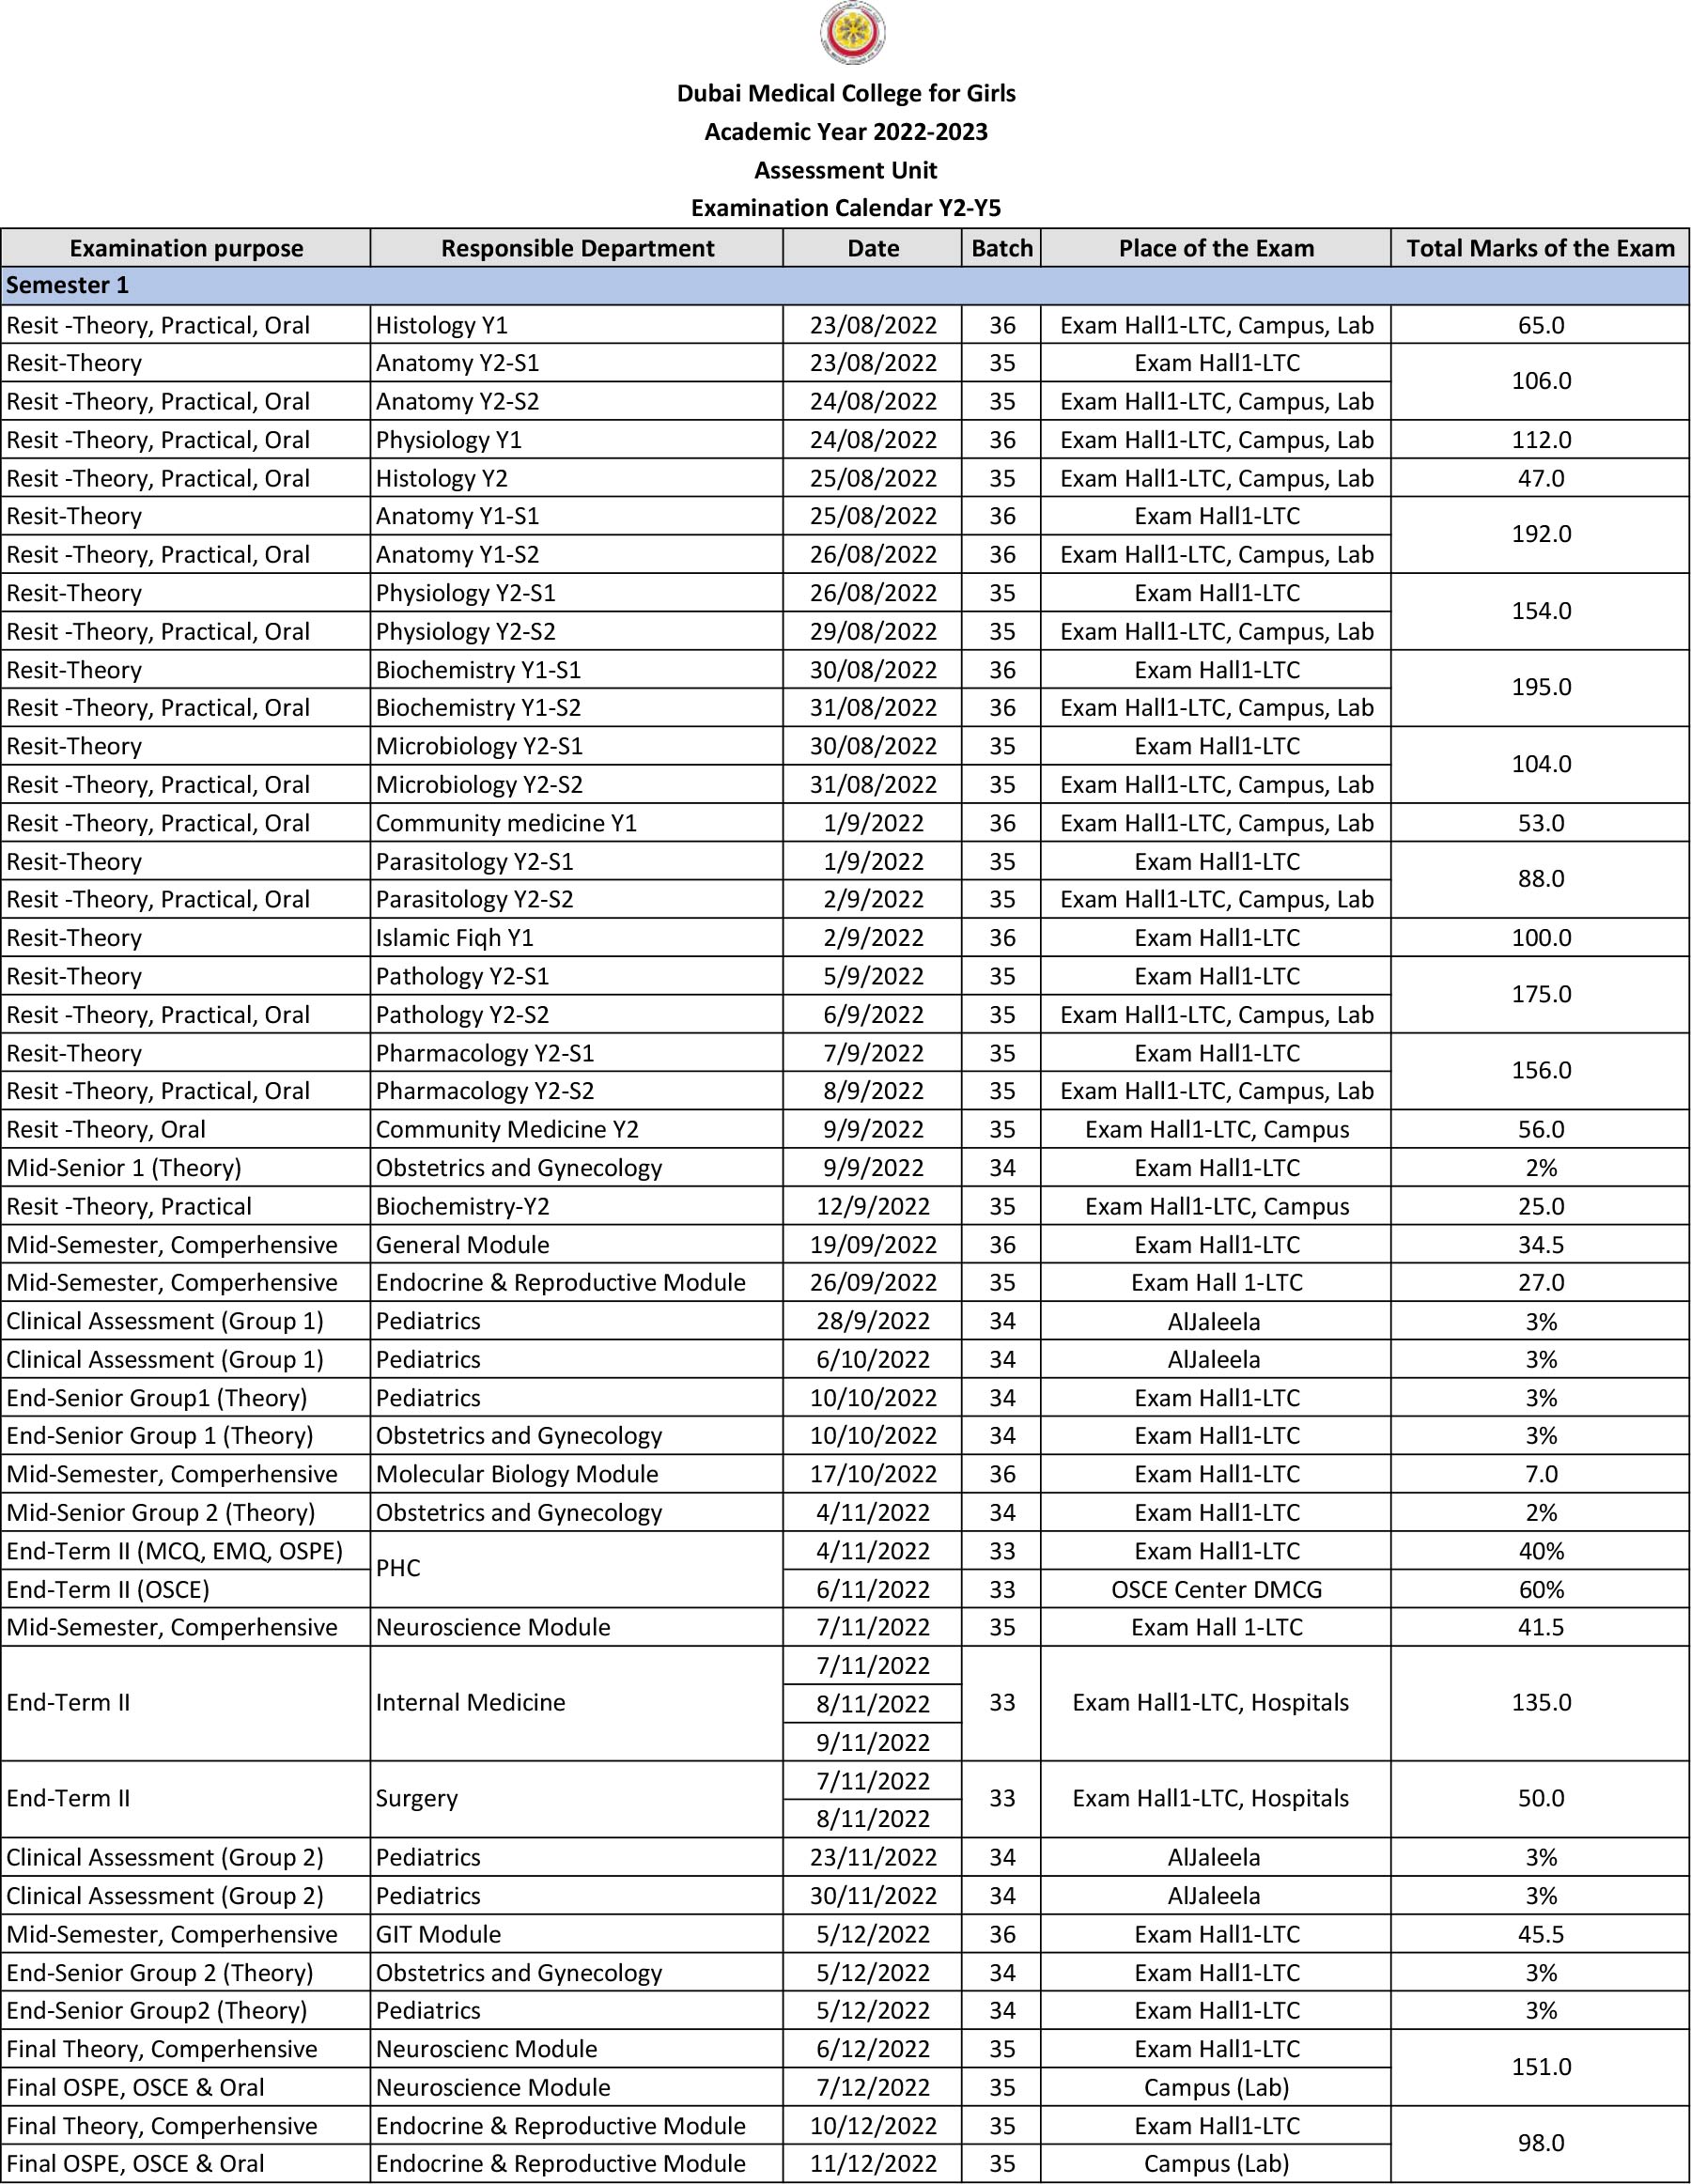 Dubai Medical College for Girls
Academic Year 2022-2023
Assessment Unit
Examination Calendar Y2-Y5
Examination purpose Responsible Department Date Batch Place of the Exam Total Marks of the Exam
Semester 1
Resit -Theory, Practical, Oral Histology Y1 23/08/2022 36 Exam Hall1-LTC, Campus, Lab 65.0
Resit-Theory Anatomy Y2-S1 23/08/2022 35 Exam Hall1-LTC 106.0
Resit -Theory, Practical, Oral Anatomy Y2-S2 24/08/2022 35 Exam Hall1-LTC, Campus, Lab
Resit -Theory, Practical, Oral Physiology Y1 24/08/2022 36 Exam Hall1-LTC, Campus, Lab 112.0
Resit -Theory, Practical, Oral Histology Y2 25/08/2022 35 Exam Hall1-LTC, Campus, Lab 47.0
Resit-Theory Anatomy Y1-S1 25/08/2022 36 Exam Hall1-LTC 192.0
Resit -Theory, Practical, Oral Anatomy Y1-S2 26/08/2022 36 Exam Hall1-LTC, Campus, Lab
Resit-Theory Physiology Y2-S1 26/08/2022 35 Exam Hall1-LTC 154.0
Resit -Theory, Practical, Oral Physiology Y2-S2 29/08/2022 35 Exam Hall1-LTC, Campus, Lab
Resit-Theory Biochemistry Y1-S1 30/08/2022 36 Exam Hall1-LTC 195.0
Resit -Theory, Practical, Oral Biochemistry Y1-S2 31/08/2022 36 Exam Hall1-LTC, Campus, Lab
Resit-Theory Microbiology Y2-S1 30/08/2022 35 Exam Hall1-LTC 104.0
Resit -Theory, Practical, Oral Microbiology Y2-S2 31/08/2022 35 Exam Hall1-LTC, Campus, Lab
Resit -Theory, Practical, Oral Community medicine Y1 1/9/2022 36 Exam Hall1-LTC, Campus, Lab 53.0
Resit-Theory Parasitology Y2-S1 1/9/2022 35 Exam Hall1-LTC 88.0
Resit -Theory, Practical, Oral Parasitology Y2-S2 2/9/2022 35 Exam Hall1-LTC, Campus, Lab
Resit-Theory Islamic Fiqh Y1 2/9/2022 36 Exam Hall1-LTC 100.0
Resit-Theory Pathology Y2-S1 5/9/2022 35 Exam Hall1-LTC 175.0
Resit -Theory, Practical, Oral Pathology Y2-S2 6/9/2022 35 Exam Hall1-LTC, Campus, Lab
Resit-Theory Pharmacology Y2-S1 7/9/2022 35 Exam Hall1-LTC 156.0
Resit -Theory, Practical, Oral Pharmacology Y2-S2 8/9/2022 35 Exam Hall1-LTC, Campus, Lab
Resit -Theory, Oral Community Medicine Y2 9/9/2022 35 Exam Hall1-LTC, Campus 56.0
Mid-Senior 1 (Theory) Obstetrics and Gynecology 9/9/2022 34 Exam Hall1-LTC 2%
Resit -Theory, Practical Biochemistry-Y2 12/9/2022 35 Exam Hall1-LTC, Campus 25.0
Mid-Semester, Comperhensive General Module 19/09/2022 36 Exam Hall1-LTC 34.5
Mid-Semester, Comperhensive Endocrine & Reproductive Module 26/09/2022 35 Exam Hall 1-LTC 27.0
Clinical Assessment (Group 1) Pediatrics 28/9/2022 34 AlJaleela 3%
Clinical Assessment (Group 1) Pediatrics 6/10/2022 34 AlJaleela 3%
End-Senior Group1 (Theory) Pediatrics 10/10/2022 34 Exam Hall1-LTC 3%
End-Senior Group 1 (Theory) Obstetrics and Gynecology 10/10/2022 34 Exam Hall1-LTC 3%
Mid-Semester, Comperhensive Molecular Biology Module 17/10/2022 36 Exam Hall1-LTC 7.0
Mid-Senior Group 2 (Theory) Obstetrics and Gynecology 4/11/2022 34 Exam Hall1-LTC 2%
End-Term II (MCQ, EMQ, OSPE) PHC 4/11/2022 33 Exam Hall1-LTC 40%
End-Term II (OSCE) 6/11/2022 33 OSCE Center DMCG 60%
Mid-Semester, Comperhensive Neuroscience Module 7/11/2022 35 Exam Hall 1-LTC 41.5
7/11/2022
End-Term II Internal Medicine 8/11/2022 33 Exam Hall1-LTC, Hospitals 135.0
9/11/2022
End-Term II Surgery 7/11/2022 33 Exam Hall1-LTC, Hospitals 50.0
8/11/2022
Clinical Assessment (Group 2) Pediatrics 23/11/2022 34 AlJaleela 3%
Clinical Assessment (Group 2) Pediatrics 30/11/2022 34 AlJaleela 3%
Mid-Semester, Comperhensive GIT Module 5/12/2022 36 Exam Hall1-LTC 45.5
End-Senior Group 2 (Theory) Obstetrics and Gynecology 5/12/2022 34 Exam Hall1-LTC 3%
End-Senior Group2 (Theory) Pediatrics 5/12/2022 34 Exam Hall1-LTC 3%
Final Theory, Comperhensive Neuroscienc Module 6/12/2022 35 Exam Hall1-LTC 151.0
Final OSPE, OSCE & Oral Neuroscience Module 7/12/2022 35 Campus (Lab)
Final Theory, Comperhensive Endocrine & Reproductive Module 10/12/2022 35 Exam Hall1-LTC 98.0
Final OSPE, OSCE & Oral Endocrine & Reproductive Module 11/12/2022 35 Campus (Lab)